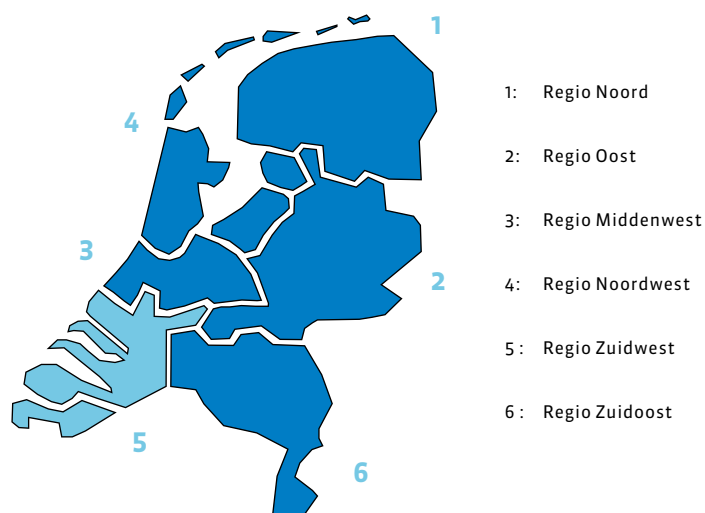 1
4
3
2
5
6
1: Regio Noord
2: Regio Oost
3: Regio Middenwest
4: Regio Noordwest
5: Regio Zuidwest
6: Regio Zuidoost